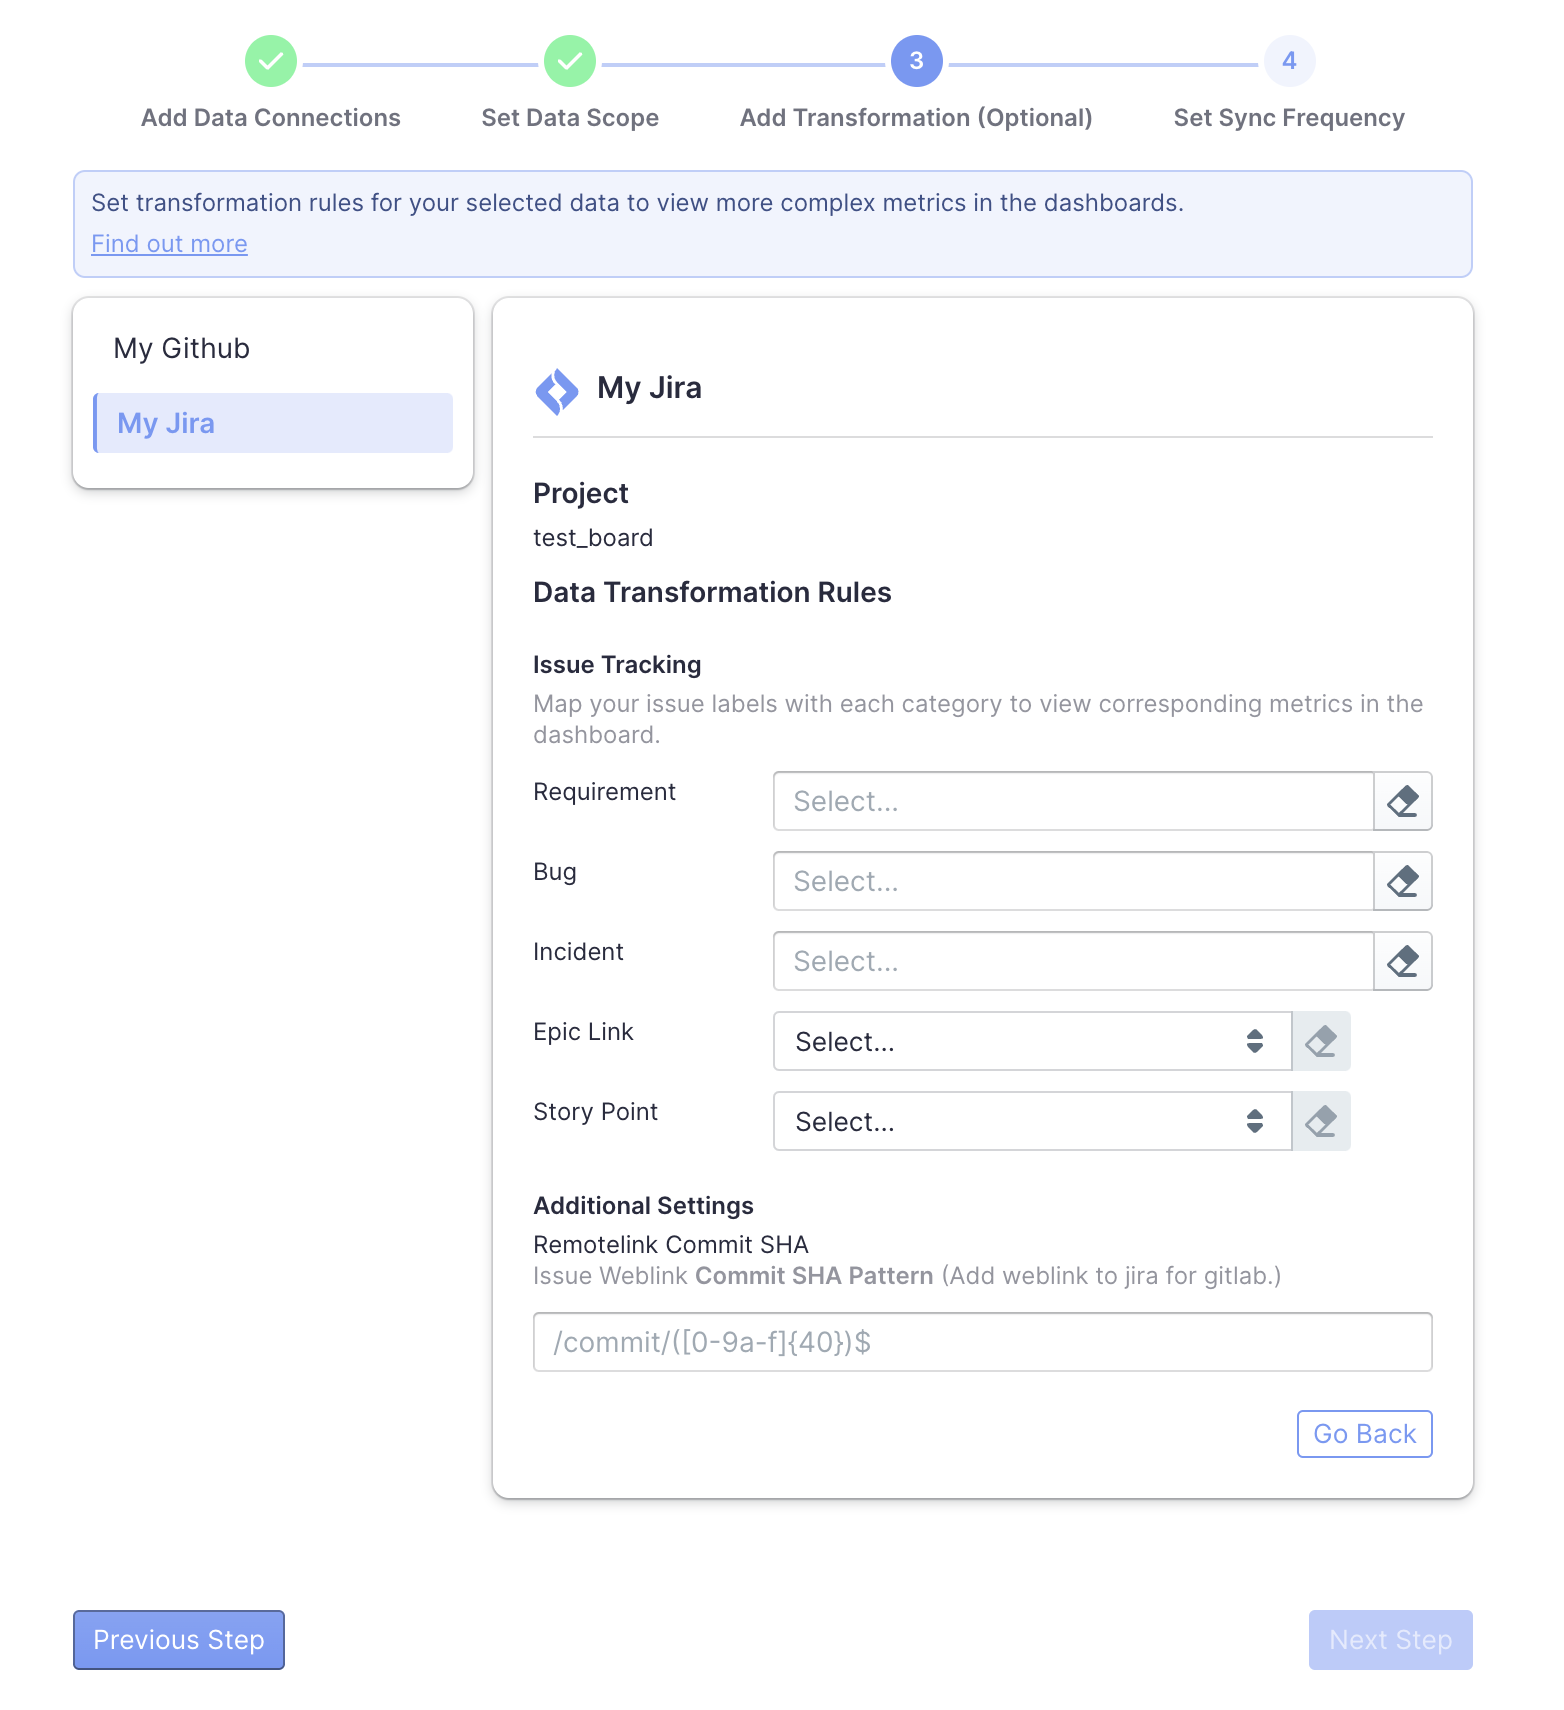 3
4
Add Data Connections
Set Data Scope
Add Transformation (Optional)
Set Sync Frequency
Set transformation rules for your selected data to view more complex metrics in the dashboards.
Find out more
My Github
My Jira
My Jira
Project
test_board
Data Transformation Rules
Issue Tracking
Map your issue labels with each category to view corresponding metrics in the
dashboard.
Requirement
Select...
Bug
Select...
Incident
Select...
Epic Link
Select...
Story Point
Select...
Additional Settings
Remotelink Commit SHA
Issue Weblink Commit SHA Pattern (Add weblink to jira for gitlab.)
/commit/([0-9a-f]{40})$
Go Back
Previous Step
Next Step